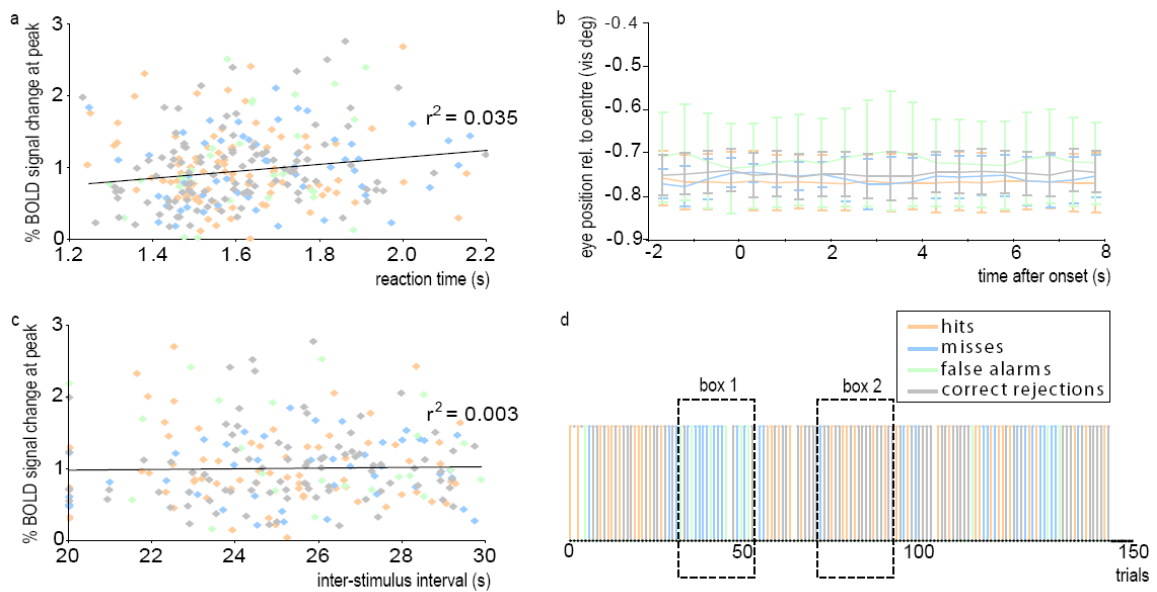 a
% BOLD signal change at peak
3
2
1
0
1.2 1.4 1.6 1.8 2.0 2.2
reaction time (s)
r² = 0.035
b
eye position rel. to centre (vis deg)
-0.4
-0.5
-0.6
-0.7
-0.8
-0.9
-2 0 2 4 6 8
time after onset (s)
c
% BOLD signal change at peak
3
2
1
0
20 22 24 26 28 30
inter-stimulus interval (s)
r² = 0.003
d
hits
misses
false alarms
correct rejections
box 1 box 2
0 50 100 150
trials